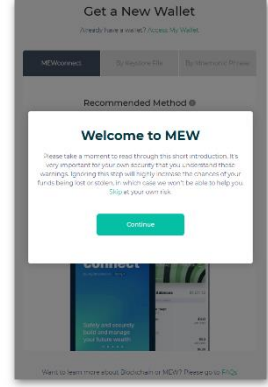 Get a New Wallet
Already have a wallet? Access My Wallet
MEWconnect
By Keystore File
By Mnemonic Phrase
Recommended Method
Welcome to MEW
Please take a moment to read through this short introduction. It's
very important for your own security that you understand these
warnings. Ignoring this step will highly increase the chances of your
funds being lost or stolen, in which case we won't be able to help you.
Skip at your own risk.
Continue
connect
Safely and securely
build and manage
your future wealth.
Want to learn more about Blockchain or MEW? Please go to FAQs